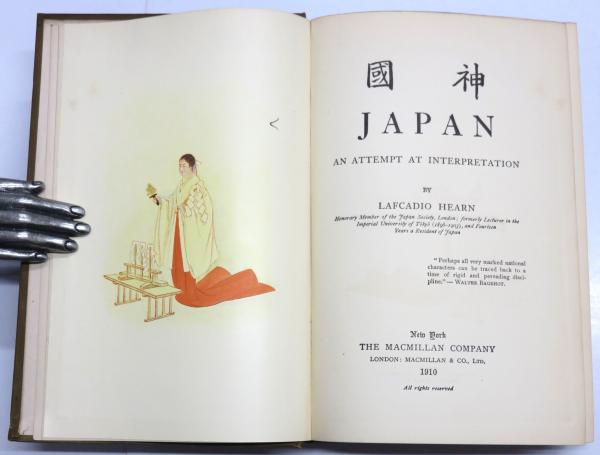 國 神
JAPAN
AN ATTEMPT AT INTERPRETATION
BY
LAFCADIO HEARN
Honorary Member of the Japan Society, London; formerly Lecturer in the
Imperial University of Tōkyō (1896-1903), and Fourteen
Years a Resident of Japan
"Perhaps all very marked national
characters can be traced back to a
time of rigid and pervading disci-
pline." — WALTER BAGEHOT.
New York
THE MACMILLAN COMPANY
LONDON: MACMILLAN & CO., LTD.
1910
All rights reserved